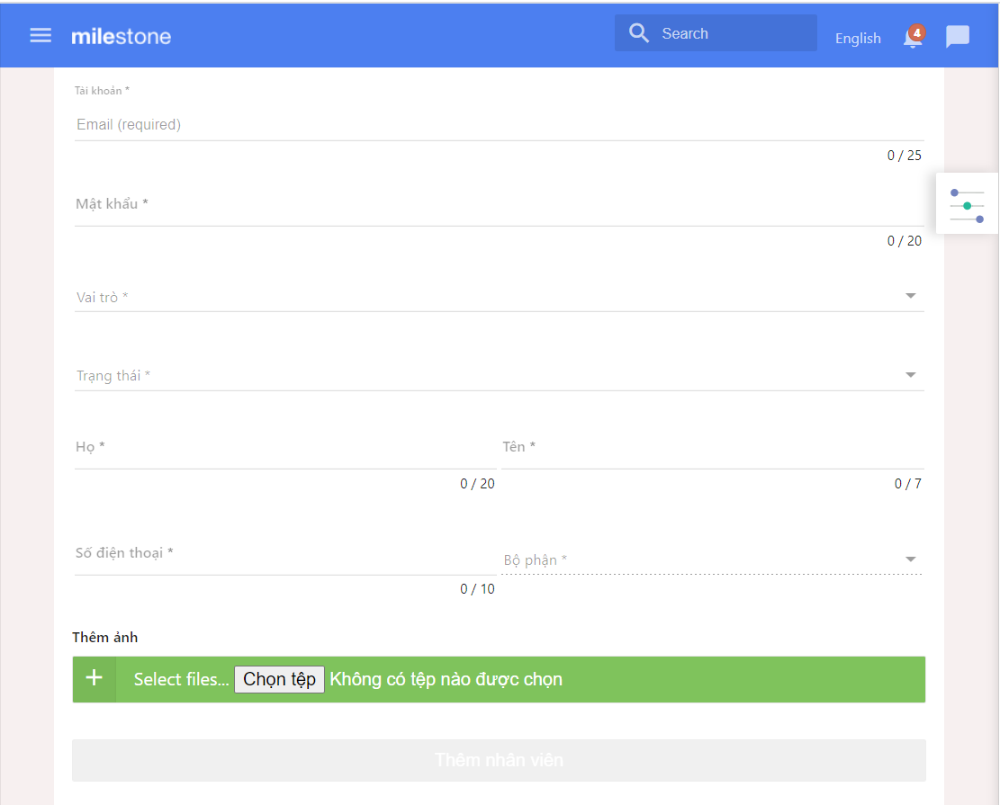 milestone
Search
English
4
Tài khoản *
Email (required)
0 / 25
Mật khẩu *
0 / 20
Vai trò *
Trạng thái *
Họ *
Tên *
0 / 20
0 / 7
Số điện thoại *
Bộ phận *
0 / 10
Thêm ảnh
+ Select files... Chọn tệp Không có tệp nào được chọn
Thêm nhân viên